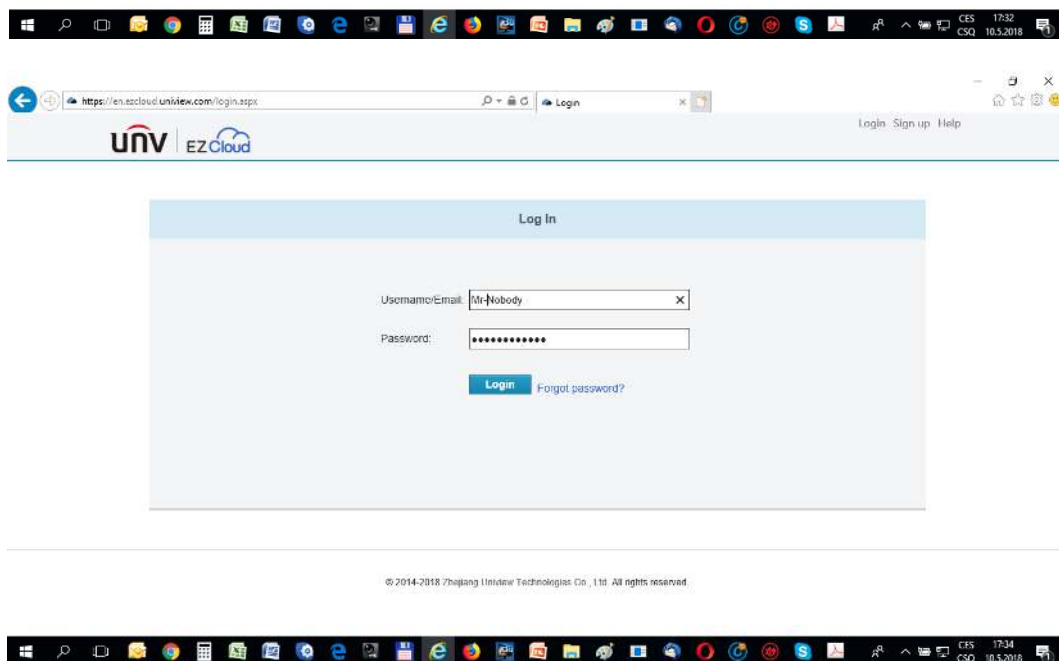 CES 17:32
CSQ 10.5.2018
https://en.ezcloud.uniview.com/login.aspx
Login
Login Sign up Help
unv EZCloud
Log In
Username/Email: Mr-Nobody
Password: ●●●●●●●●●●●●
Login Forgot password?
© 2014-2018 Zhejiang Uniview Technologies Co., Ltd. All rights reserved.
CES 17:34
CSQ 10.5.2018